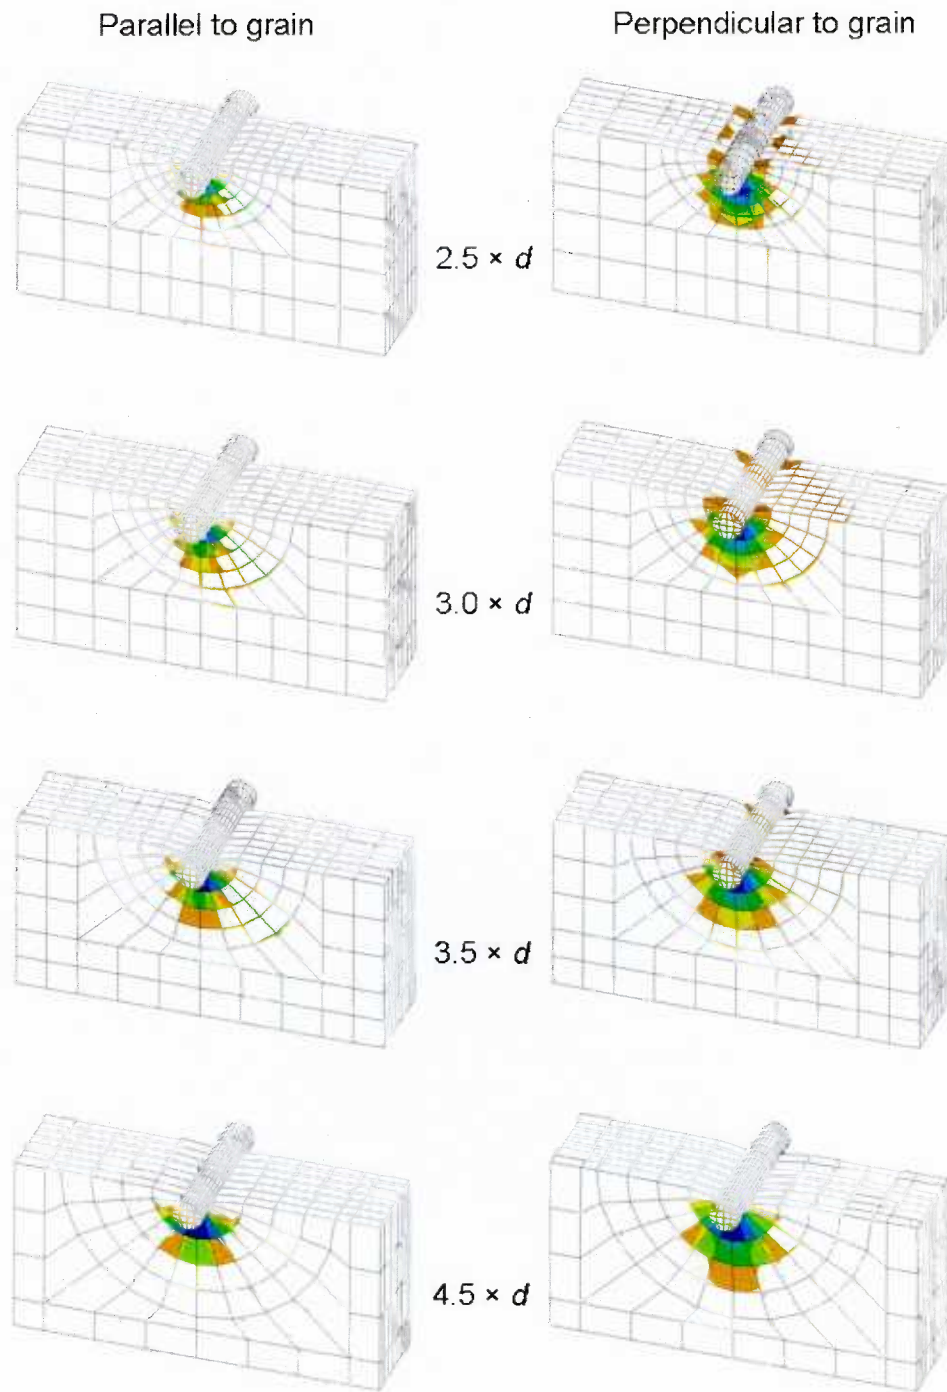 Parallel to grain
Perpendicular to grain
2.5 × d
3.0 × d
3.5 × d
4.5 × d